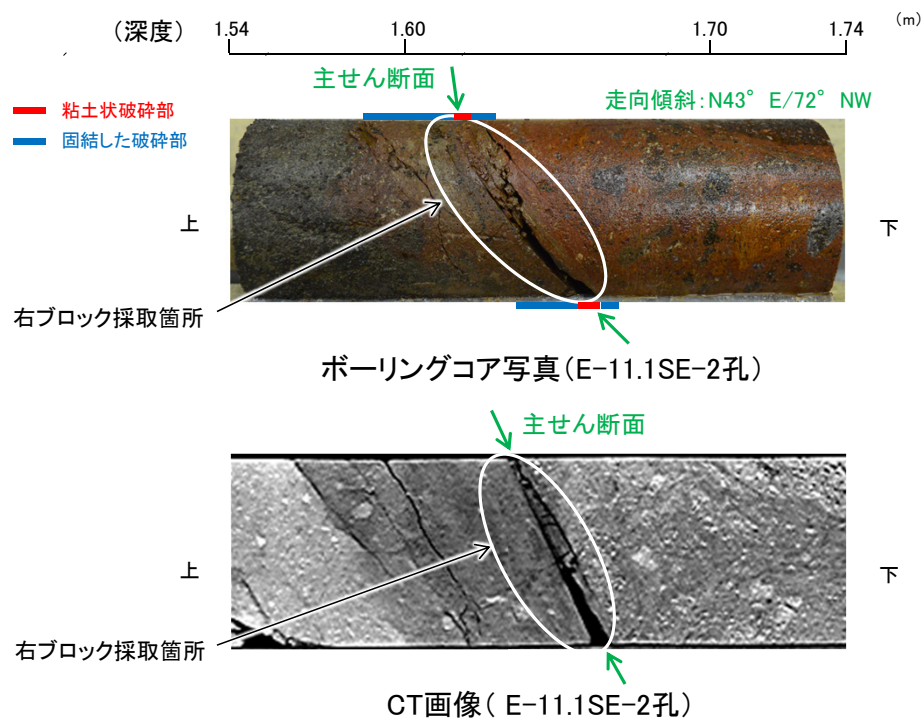 (深度) 1.54 1.60 1.70 1.74 (m)
主せん断面
走向傾斜:N43° E/72° NW
粘土状破砕部
固結した破砕部
上
下
右ブロック採取箇所
ボーリングコア写真(E-11.1SE-2孔)
主せん断面
上
下
右ブロック採取箇所
CT画像( E-11.1SE-2孔)